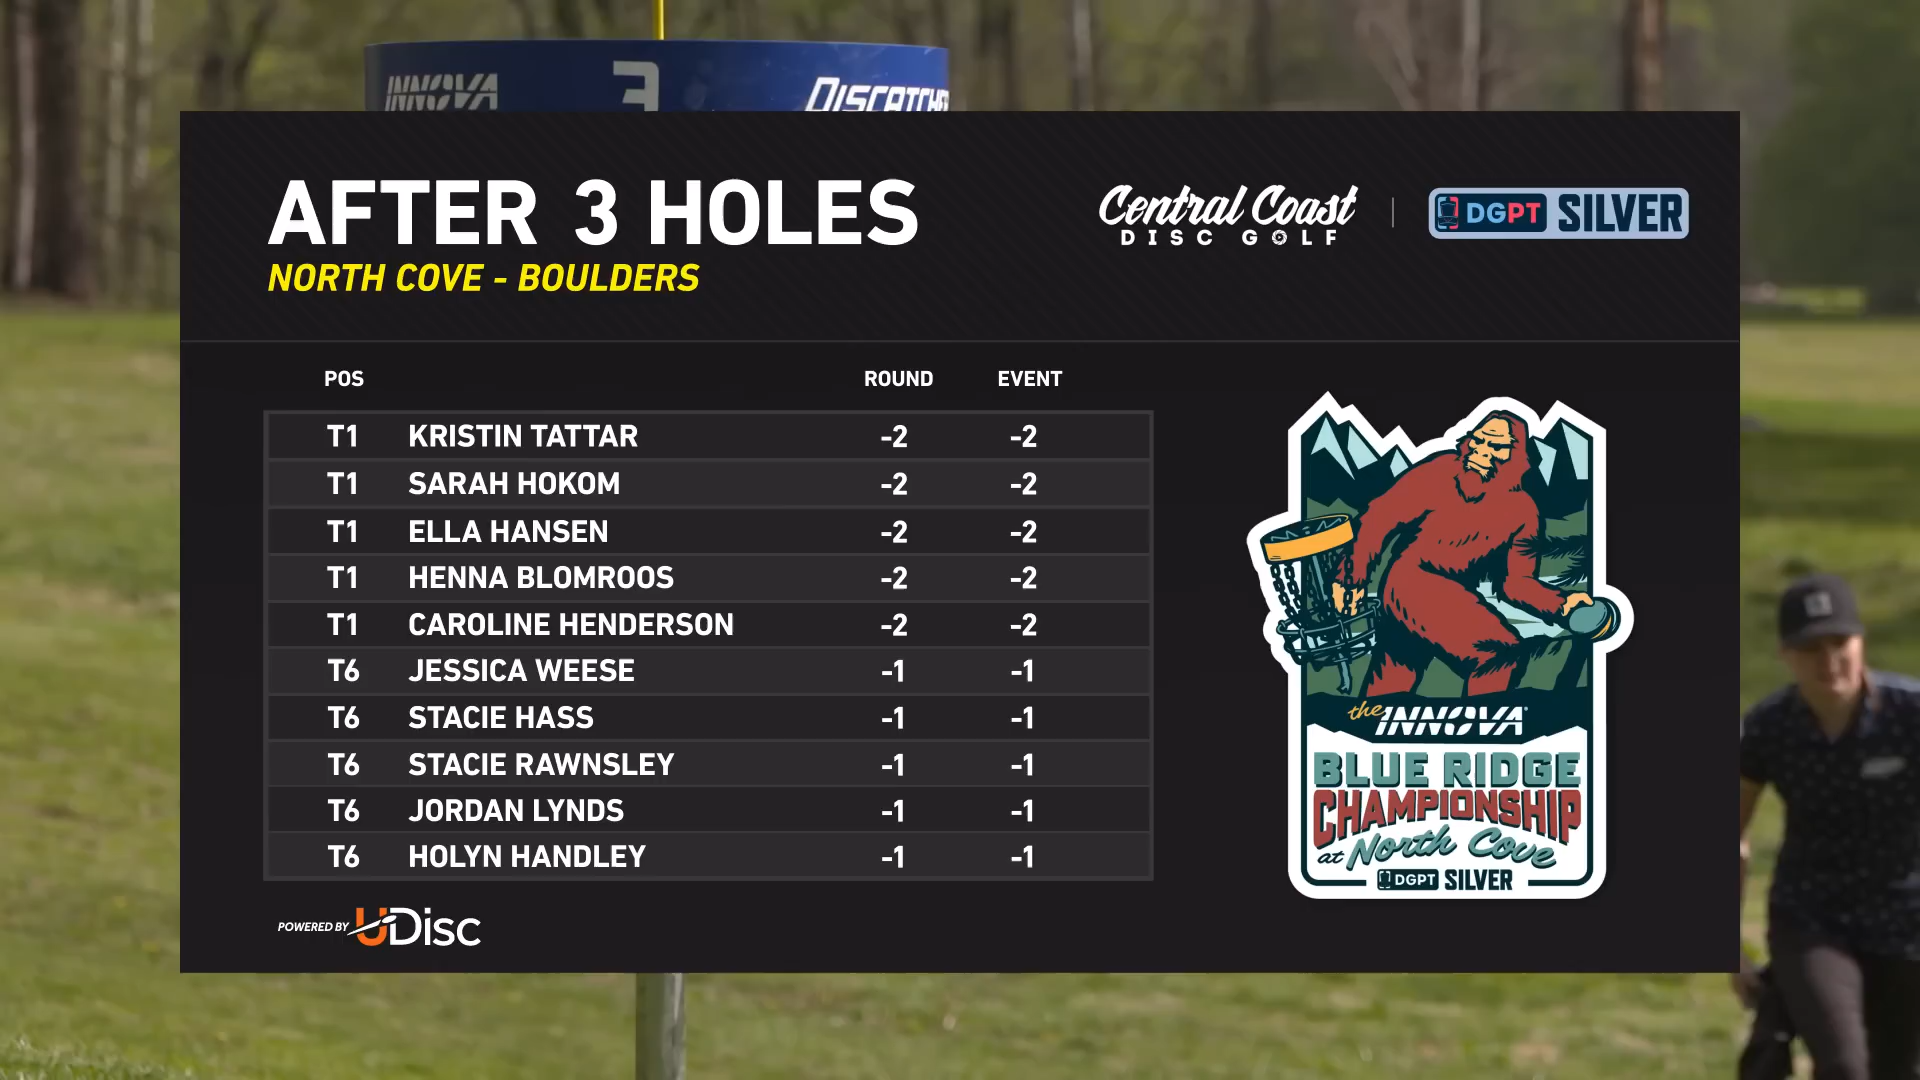 INNOVA 3 DISCATCHER
AFTER 3 HOLES
NORTH COVE - BOULDERS
Central Coast
DISC GOLF
DGPT SILVER
POS ROUND EVENT
T1 KRISTIN TATTAR -2 -2
T1 SARAH HOKOM -2 -2
T1 ELLA HANSEN -2 -2
T1 HENNA BLOMROOS -2 -2
T1 CAROLINE HENDERSON -2 -2
T6 JESSICA WEESE -1 -1
T6 STACIE HASS -1 -1
T6 STACIE RAWNSLEY -1 -1
T6 JORDAN LYNDS -1 -1
T6 HOLYN HANDLEY -1 -1
POWERED BY UDisc
the INNOVA
BLUE RIDGE
CHAMPIONSHIP
at North Cove
DGPT SILVER